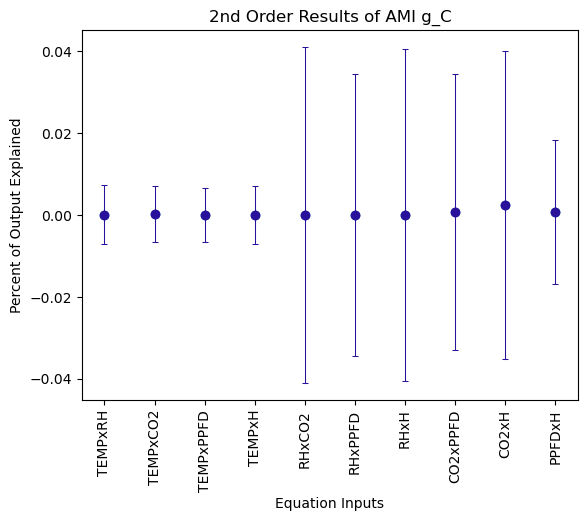 2nd Order Results of AMI g_C
Percent of Output Explained
0.04
0.02
0.00
−0.02
−0.04
TEMPxRH
TEMPxCO2
TEMPxPPFD
TEMPxH
RHxCO2
RHxPPFD
RHxH
CO2xPPFD
CO2xH
PPFDxH
Equation Inputs